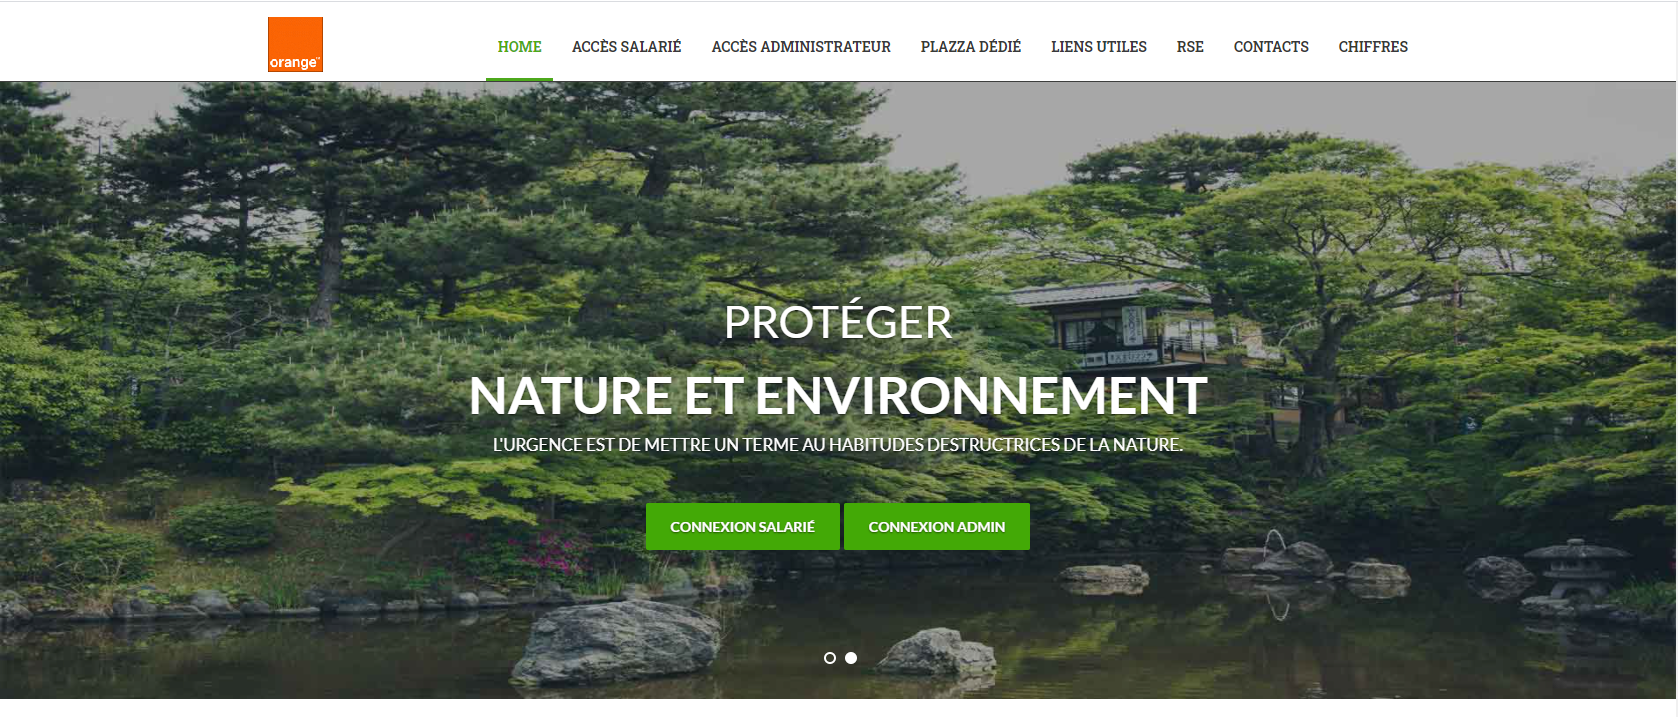 orange™
HOME ACCÈS SALARIÉ ACCÈS ADMINISTRATEUR PLAZZA DÉDIÉ LIENS UTILES RSE CONTACTS CHIFFRES
PROTÉGER
NATURE ET ENVIRONNEMENT
L'URGENCE EST DE METTRE UN TERME AU HABITUDES DESTRUCTRICES DE LA NATURE.
CONNEXION SALARIÉ CONNEXION ADMIN